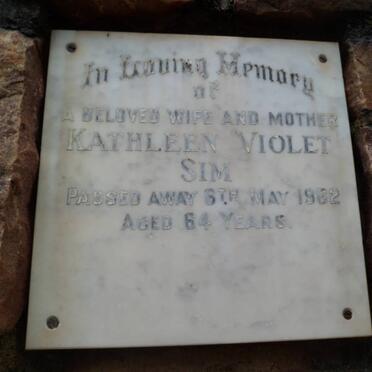 In Loving Memory
of
A BELOVED WIFE AND MOTHER
KATHLEEN VIOLET
SIM
PASSED AWAY 6TH MAY 1982
AGED 64 YEARS.